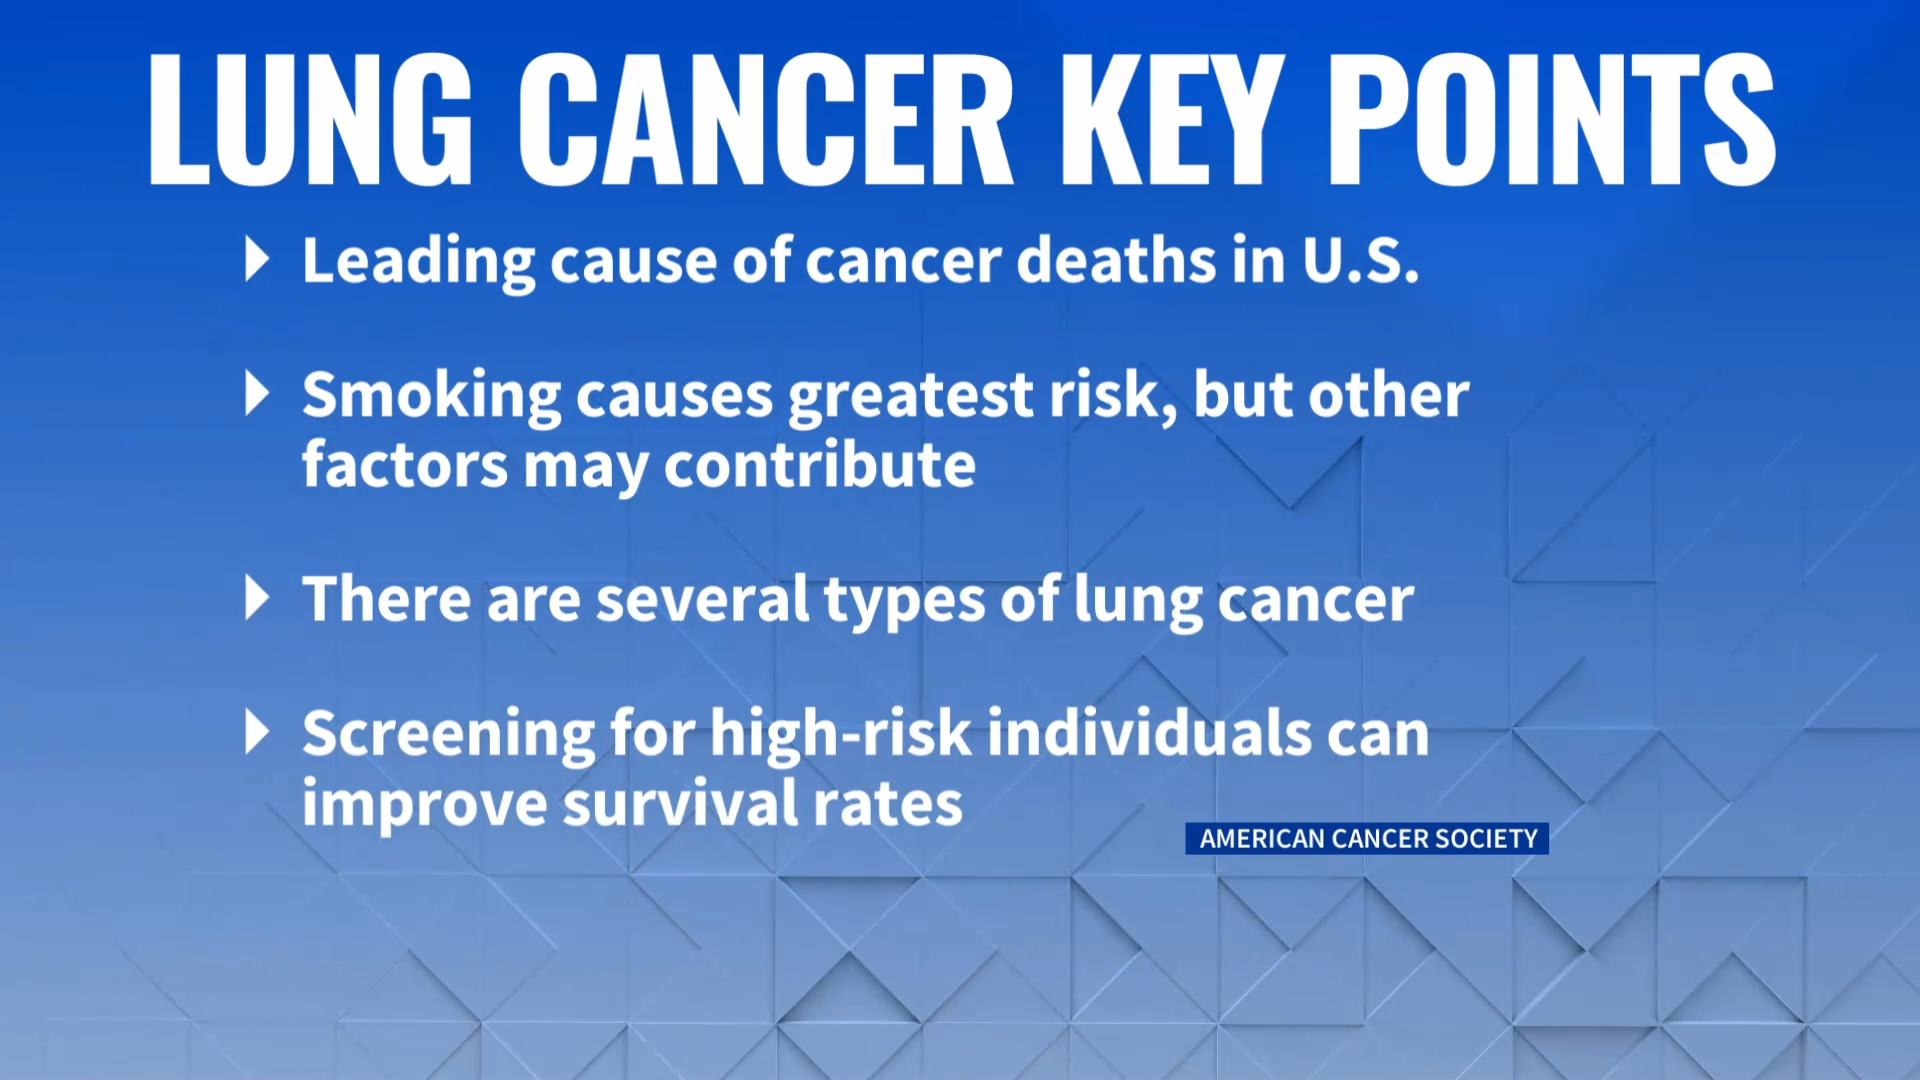 LUNG CANCER KEY POINTS
Leading cause of cancer deaths in U.S.
Smoking causes greatest risk, but other
factors may contribute
There are several types of lung cancer
Screening for high-risk individuals can
improve survival rates
AMERICAN CANCER SOCIETY